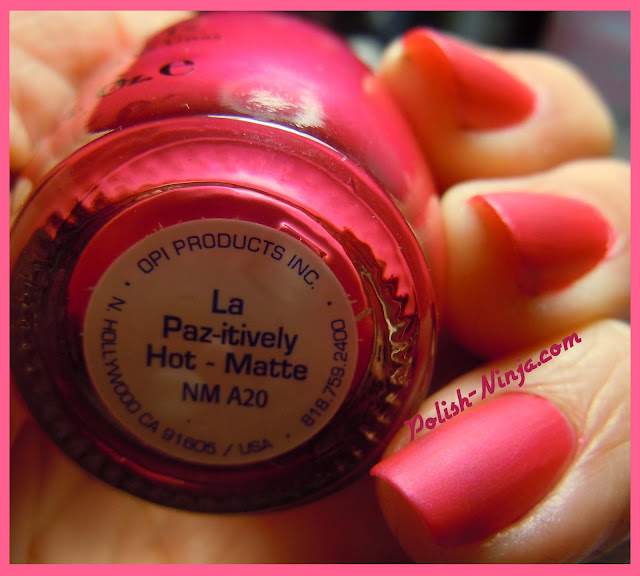 OPI PRODUCTS INC.
La
Paz-itively
Hot - Matte
NM A20
N. HOLLYWOOD CA 91605 / USA · 818.759.2400
Polish-Ninja.com